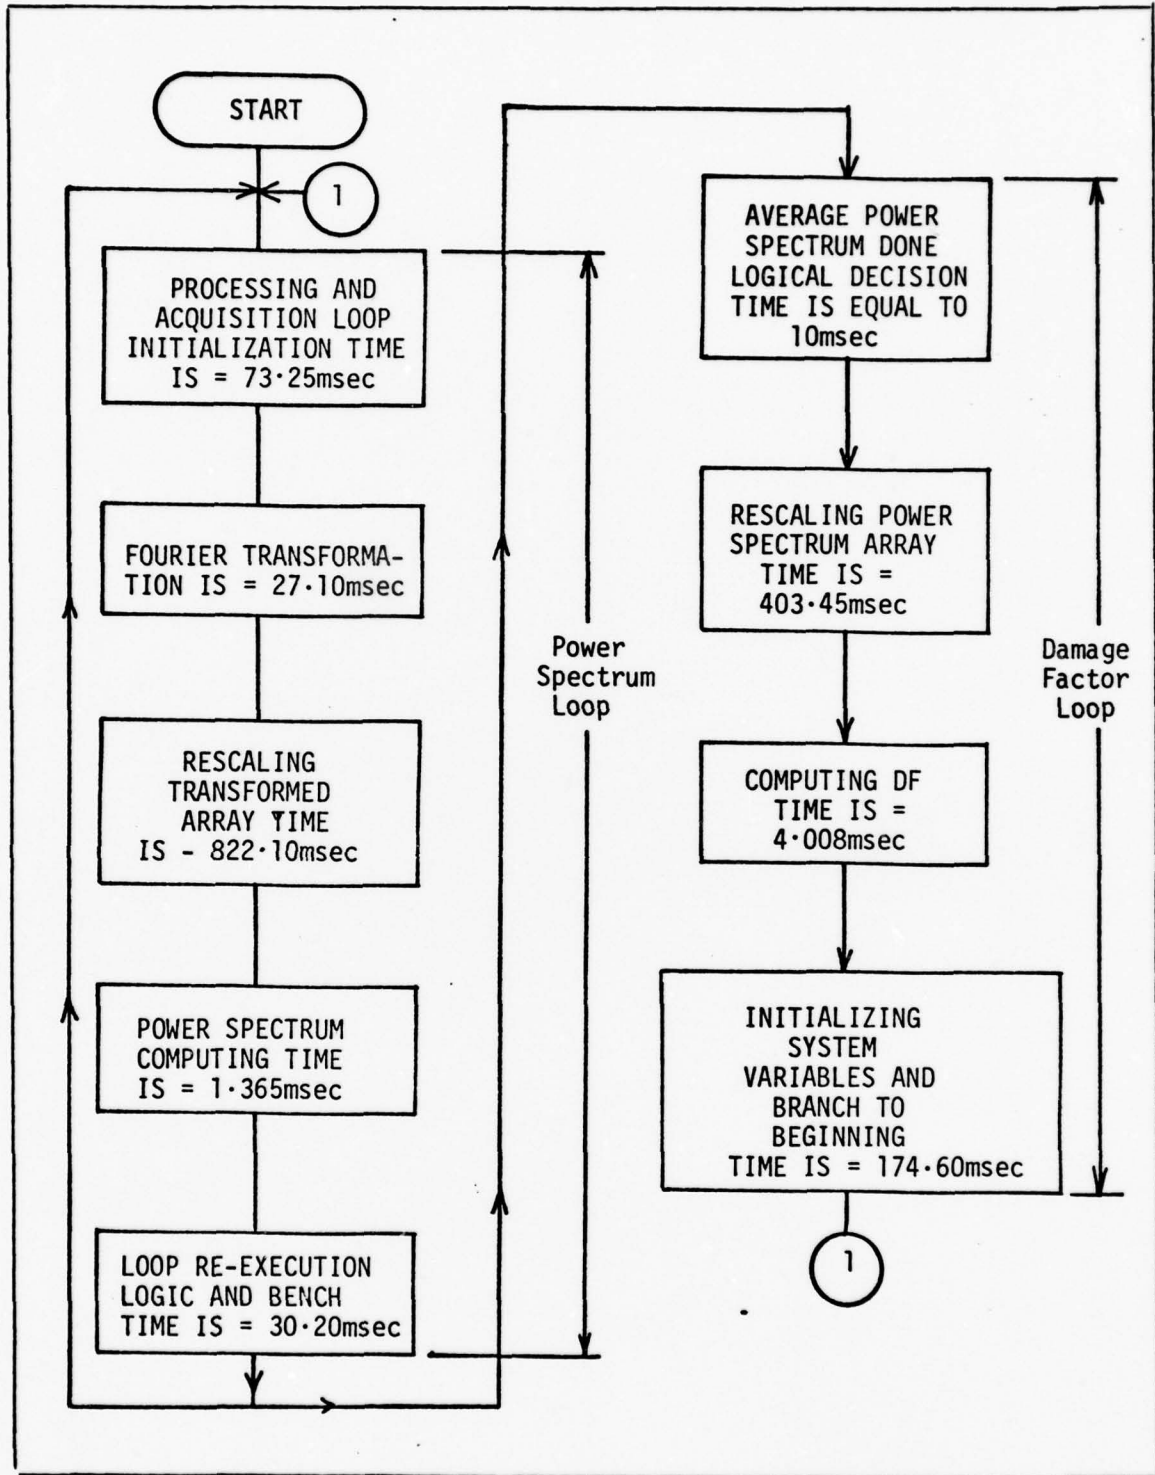 START
1
PROCESSING AND
ACQUISITION LOOP
INITIALIZATION TIME
IS = 73·25msec
FOURIER TRANSFORMA-
TION IS = 27·10msec
RESCALING
TRANSFORMED
ARRAY TIME
IS - 822·10msec
POWER SPECTRUM
COMPUTING TIME
IS = 1·365msec
LOOP RE-EXECUTION
LOGIC AND BENCH
TIME IS = 30·20msec
Power
Spectrum
Loop
AVERAGE POWER
SPECTRUM DONE
LOGICAL DECISION
TIME IS EQUAL TO
10msec
RESCALING POWER
SPECTRUM ARRAY
TIME IS =
403·45msec
COMPUTING DF
TIME IS =
4·008msec
INITIALIZING
SYSTEM
VARIABLES AND
BRANCH TO
BEGINNING
TIME IS = 174·60msec
1
Damage
Factor
Loop